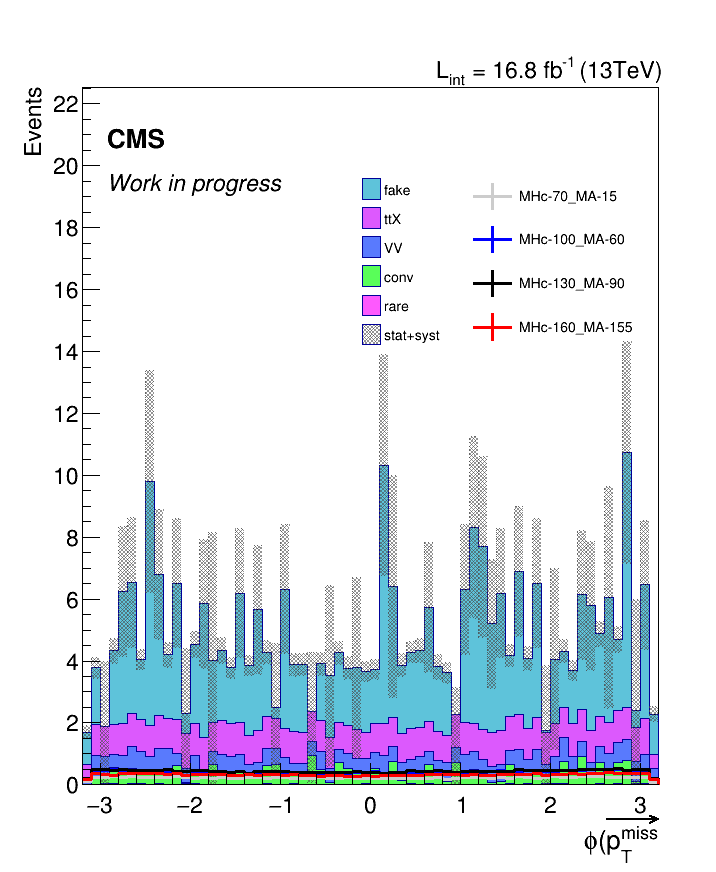 L_int = 16.8 fb^-1 (13TeV)
Events
CMS
Work in progress
fake
ttX
VV
conv
rare
stat+syst
MHc-70_MA-15
MHc-100_MA-60
MHc-130_MA-90
MHc-160_MA-155
22
20
18
16
14
12
10
8
6
4
2
0
−3 −2 −1 0 1 2 3
ϕ(p_T^miss